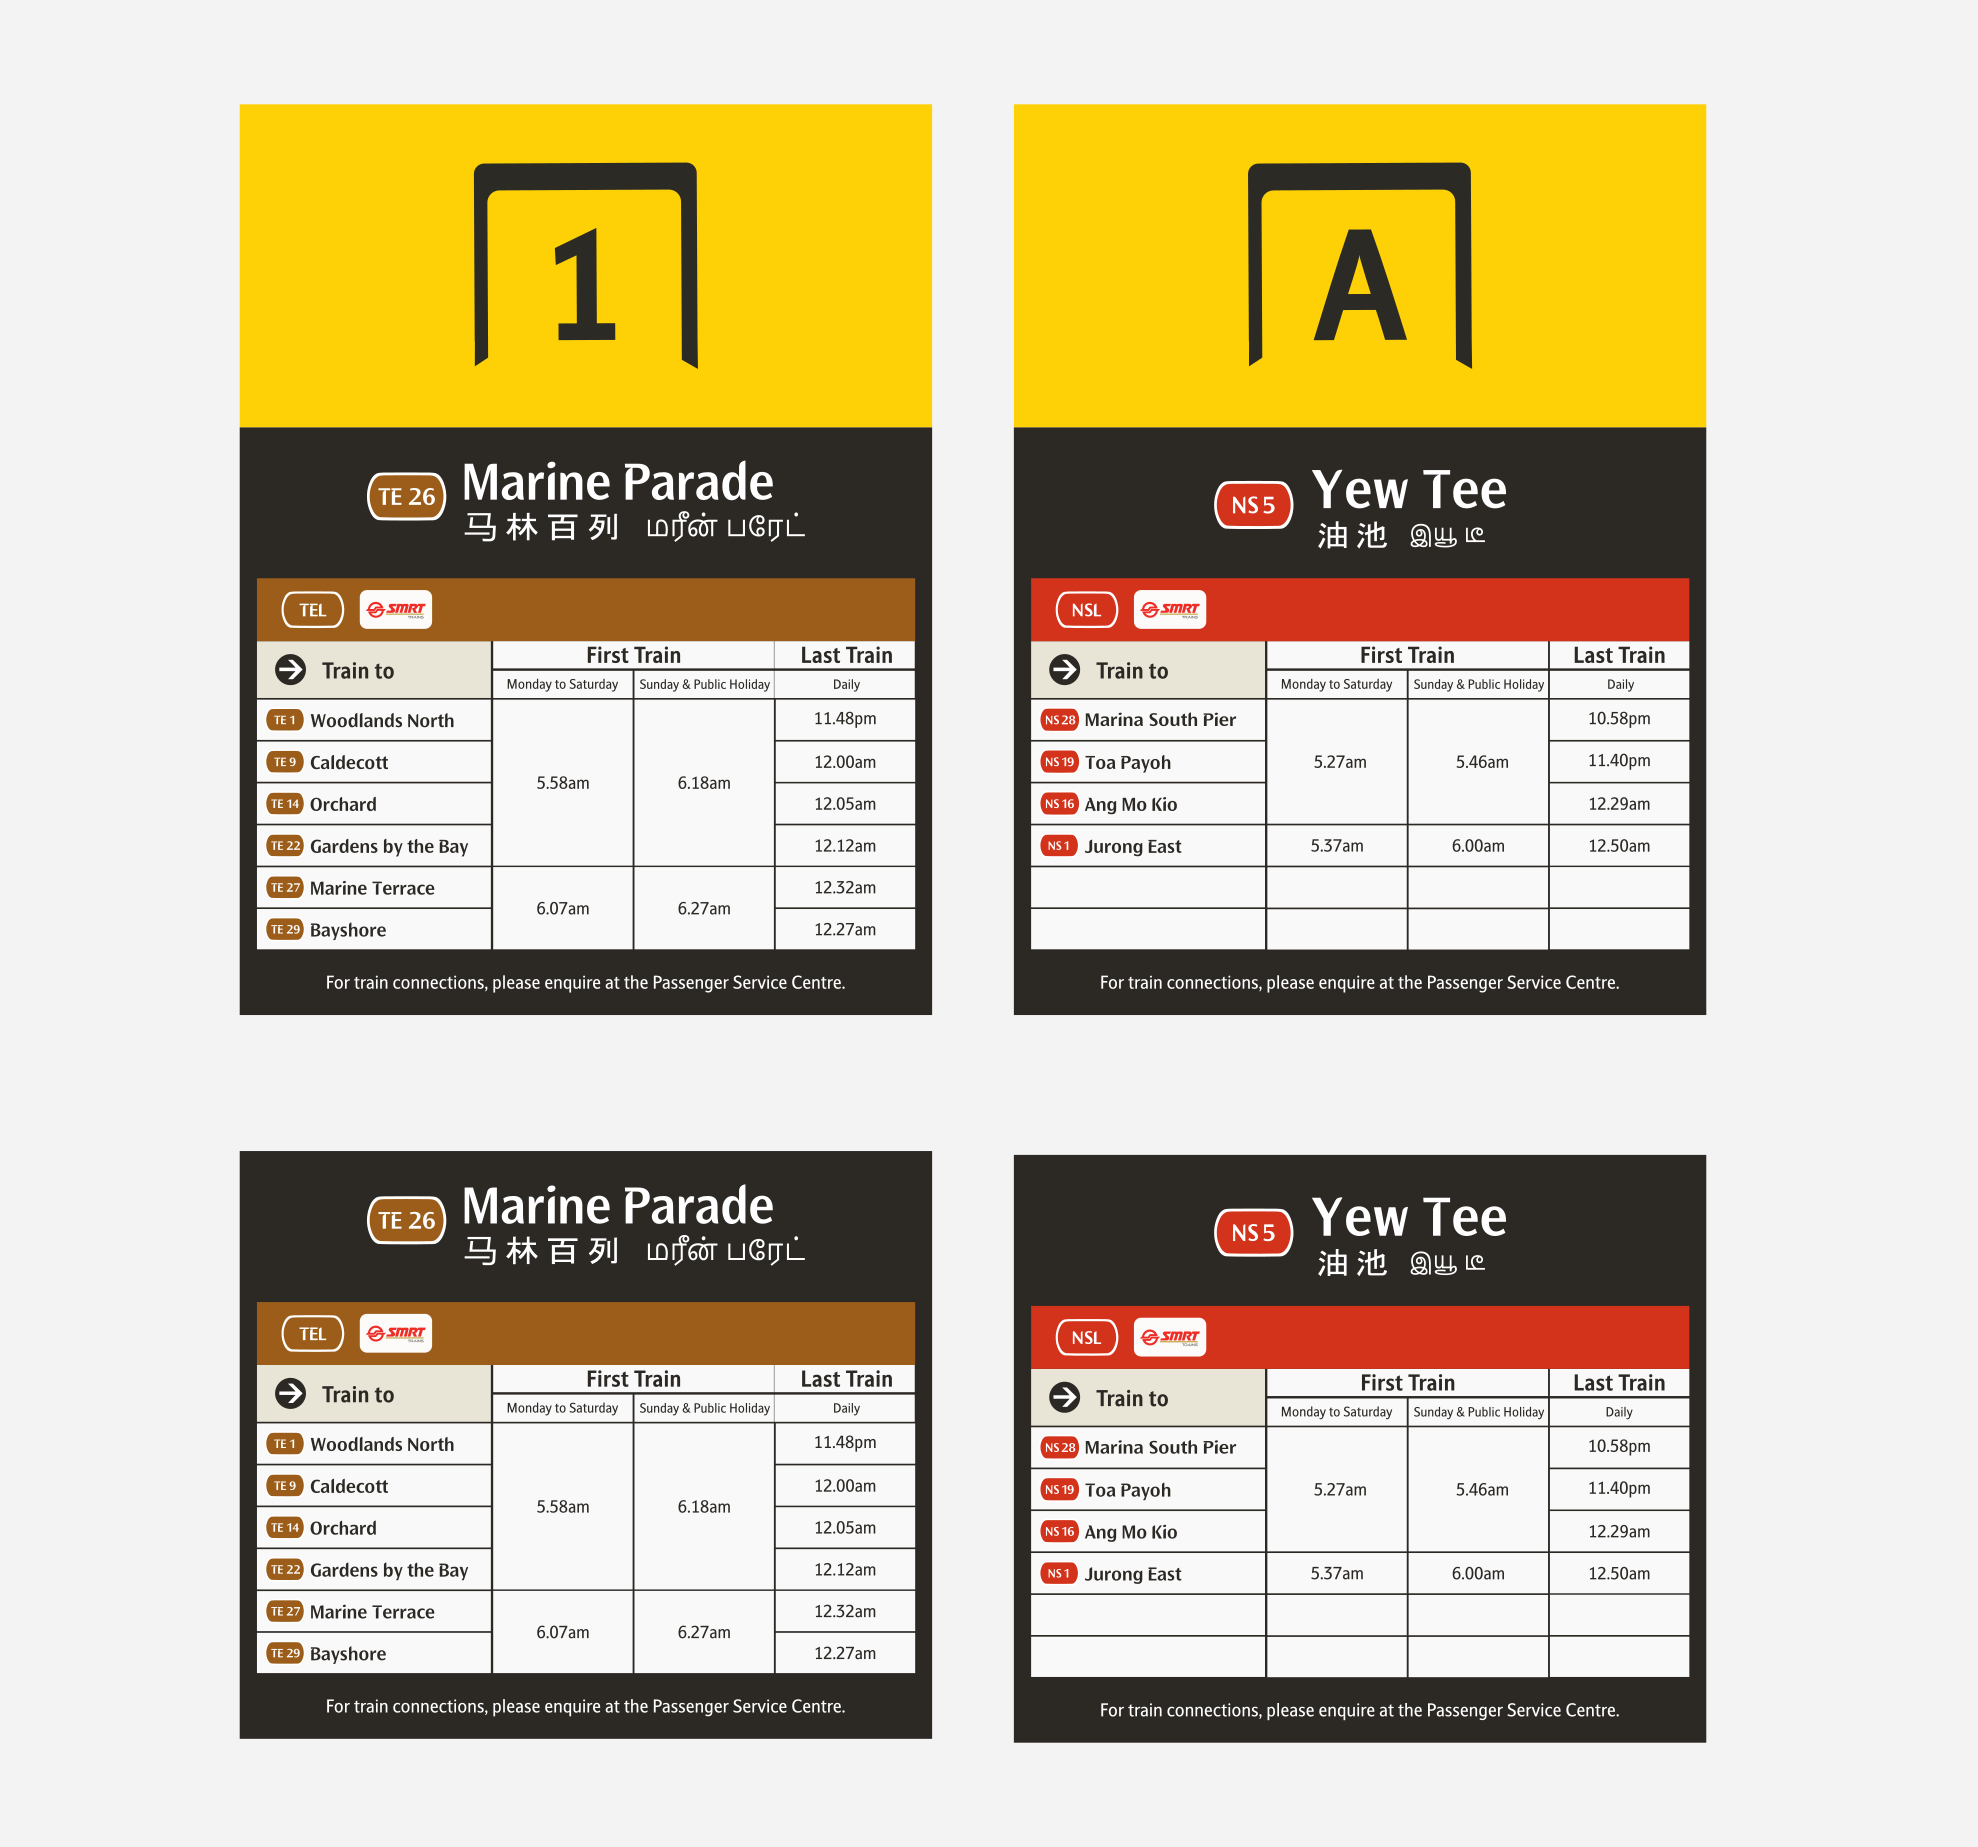 1
TE 26 Marine Parade
马林百列 மரீன் பரேட்
TEL SMRT TRAINS
Train to First Train Last Train
Monday to Saturday Sunday & Public Holiday Daily
TE 1 Woodlands North 11.48pm
TE 9 Caldecott 12.00am
5.58am 6.18am
TE 14 Orchard 12.05am
TE 22 Gardens by the Bay 12.12am
TE 27 Marine Terrace 12.32am
6.07am 6.27am
TE 29 Bayshore 12.27am
For train connections, please enquire at the Passenger Service Centre.
A
NS 5 Yew Tee
油池 இயூ டீ
NSL SMRT TRAINS
Train to First Train Last Train
Monday to Saturday Sunday & Public Holiday Daily
NS 28 Marina South Pier 10.58pm
NS 19 Toa Payoh 5.27am 5.46am 11.40pm
NS 16 Ang Mo Kio 12.29am
NS 1 Jurong East 5.37am 6.00am 12.50am
For train connections, please enquire at the Passenger Service Centre.
TE 26 Marine Parade
马林百列 மரீன் பரேட்
TEL SMRT TRAINS
Train to First Train Last Train
Monday to Saturday Sunday & Public Holiday Daily
TE 1 Woodlands North 11.48pm
TE 9 Caldecott 12.00am
5.58am 6.18am
TE 14 Orchard 12.05am
TE 22 Gardens by the Bay 12.12am
TE 27 Marine Terrace 12.32am
6.07am 6.27am
TE 29 Bayshore 12.27am
For train connections, please enquire at the Passenger Service Centre.
NS 5 Yew Tee
油池 இயூ டீ
NSL SMRT TRAINS
Train to First Train Last Train
Monday to Saturday Sunday & Public Holiday Daily
NS 28 Marina South Pier 10.58pm
NS 19 Toa Payoh 5.27am 5.46am 11.40pm
NS 16 Ang Mo Kio 12.29am
NS 1 Jurong East 5.37am 6.00am 12.50am
For train connections, please enquire at the Passenger Service Centre.